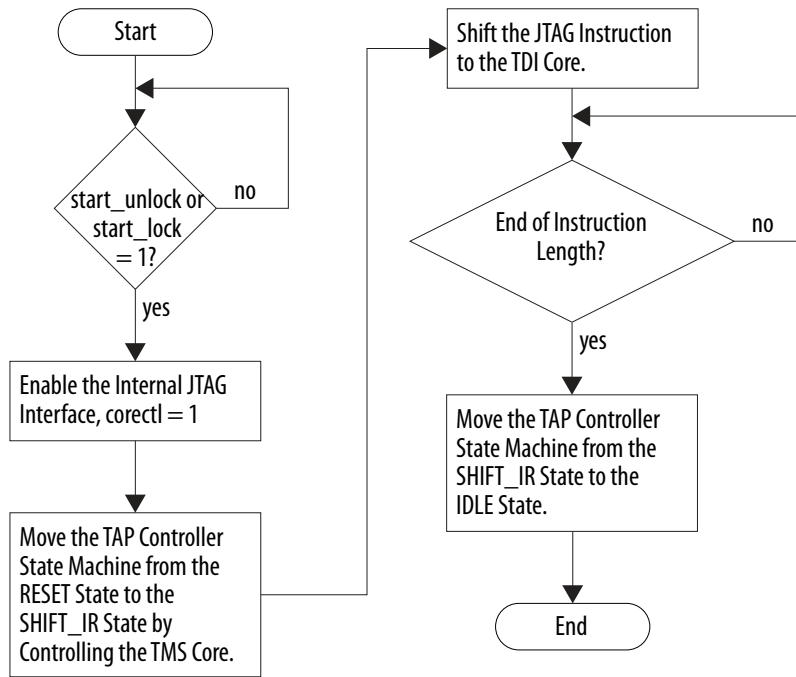 Start
start_unlock or
start_lock
= 1?
no
yes
Enable the Internal JTAG
Interface, corectl = 1
Move the TAP Controller
State Machine from the
RESET State to the
SHIFT_IR State by
Controlling the TMS Core.
Shift the JTAG Instruction
to the TDI Core.
End of Instruction
Length?
no
yes
Move the TAP Controller
State Machine from the
SHIFT_IR State to the
IDLE State.
End